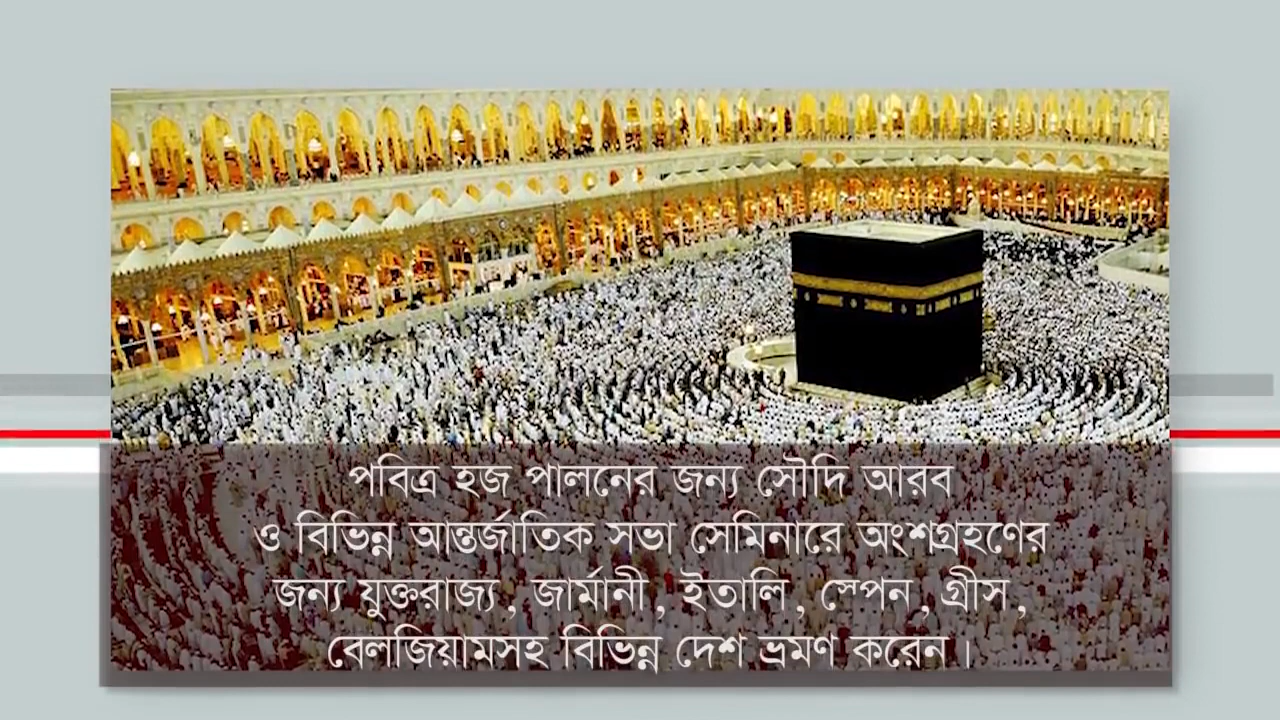 পবিত্র হজ পালনের জন্য সৌদি আরব
ও বিভিন্ন আন্তর্জাতিক সভা সেমিনারে অংশগ্রহণের
জন্য যুক্তরাজ্য, জার্মানী, ইতালি, স্পেন, গ্রীস,
বেলজিয়ামসহ বিভিন্ন দেশ ভ্রমণ করেন।